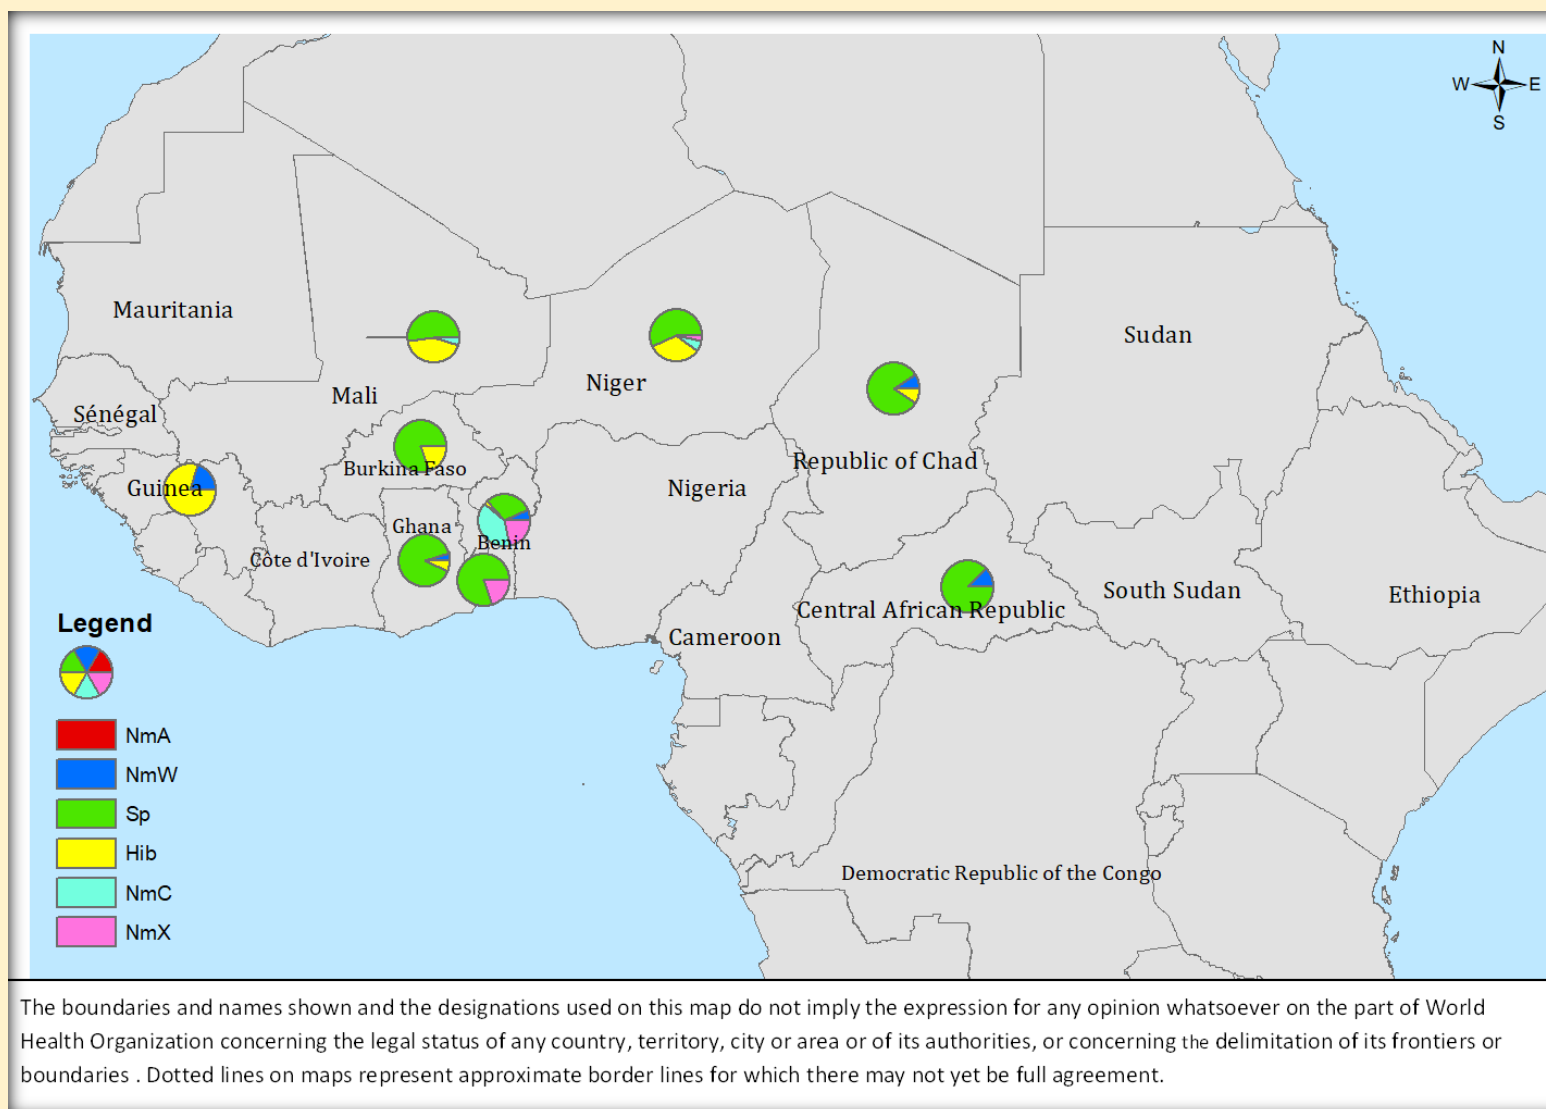 N
W
E
S
Mauritania
Sudan
Niger
Mali
Sénégal
Republic of Chad
Burkina Faso
Guinea
Nigeria
Ghana
Benin
Côte d'Ivoire
South Sudan
Ethiopia
Central African Republic
Cameroon
Democratic Republic of the Congo
Legend
NmA
NmW
Sp
Hib
NmC
NmX
The boundaries and names shown and the designations used on this map do not imply the expression for any opinion whatsoever on the part of World
Health Organization concerning the legal status of any country, territory, city or area or of its authorities, or concerning the delimitation of its frontiers or
boundaries . Dotted lines on maps represent approximate border lines for which there may not yet be full agreement.